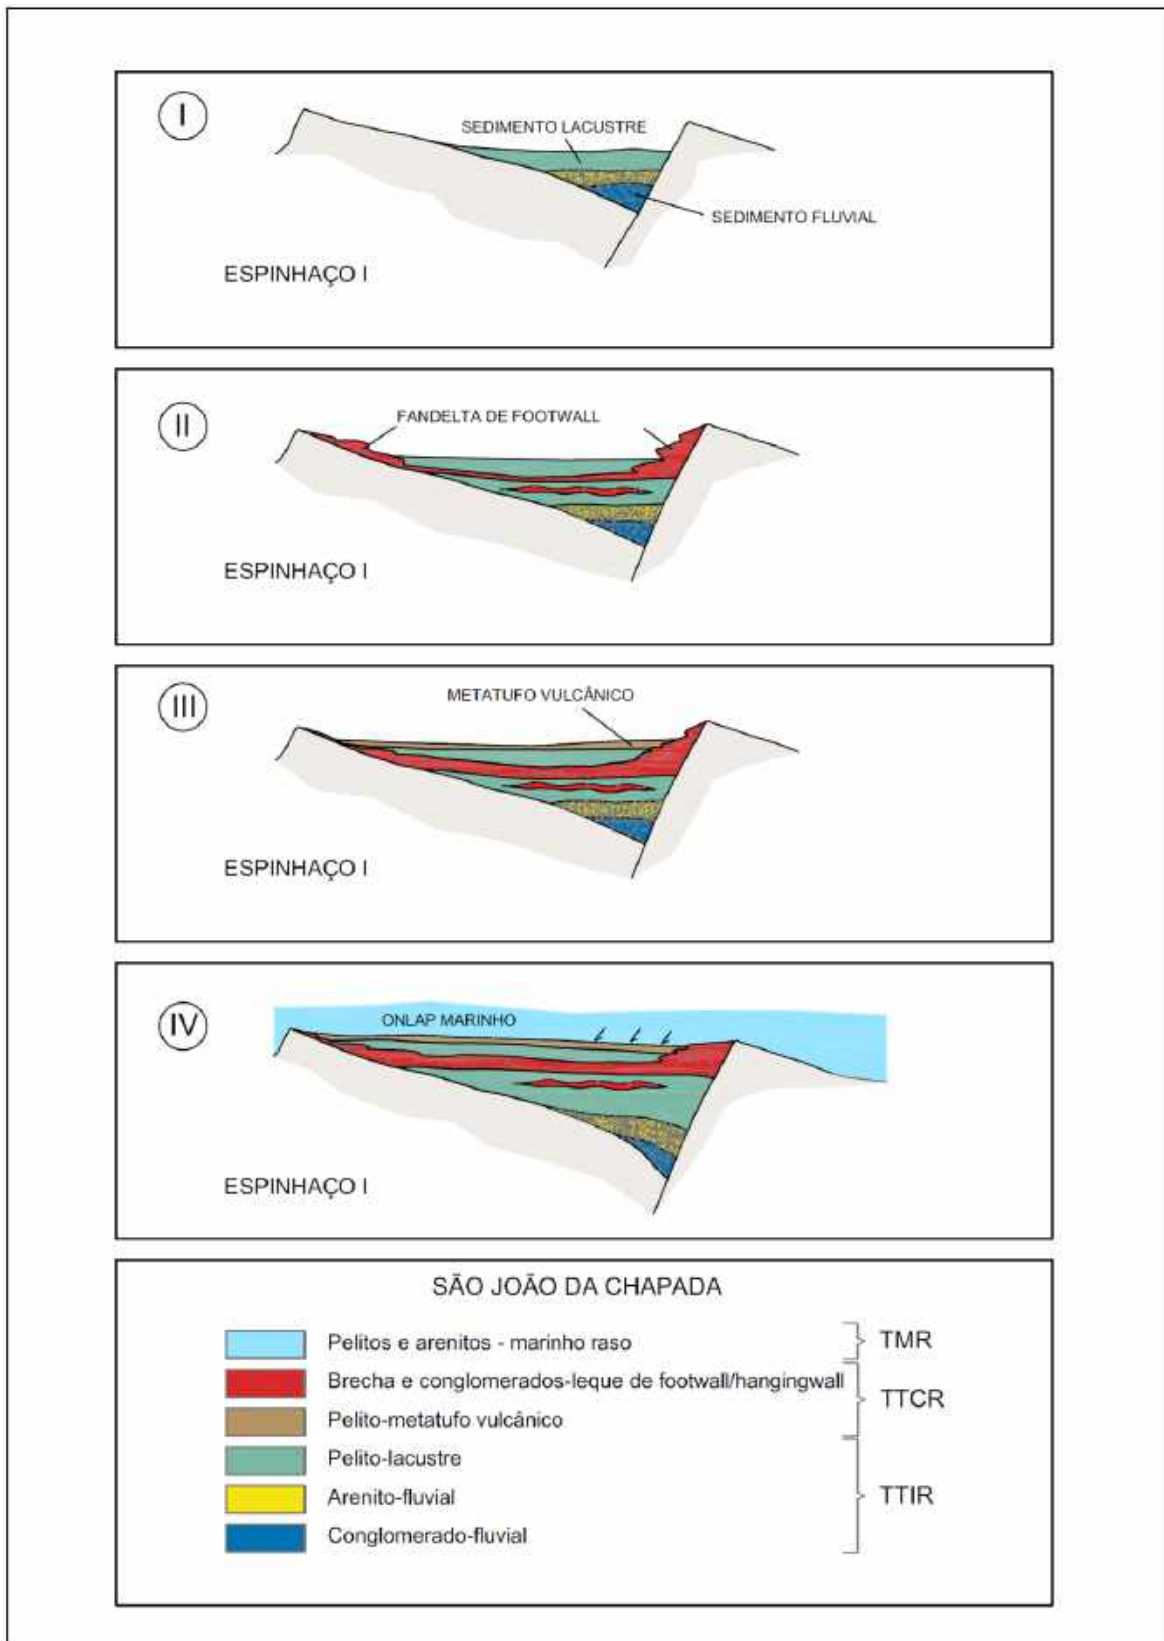 I
SEDIMENTO LACUSTRE
SEDIMENTO FLUVIAL
ESPINHAÇO I
II
FANDELTA DE FOOTWALL
ESPINHAÇO I
III
METATUFO VULCÂNICO
ESPINHAÇO I
IV
ONLAP MARINHO
ESPINHAÇO I
SÃO JOÃO DA CHAPADA
Pelitos e arenitos - marinho raso
TMR
Brecha e conglomerados-leque de footwall/hangingwall
TTCR
Pelito-metatufo vulcânico
Pelito-lacustre
Arenito-fluvial
TTIR
Conglomerado-fluvial